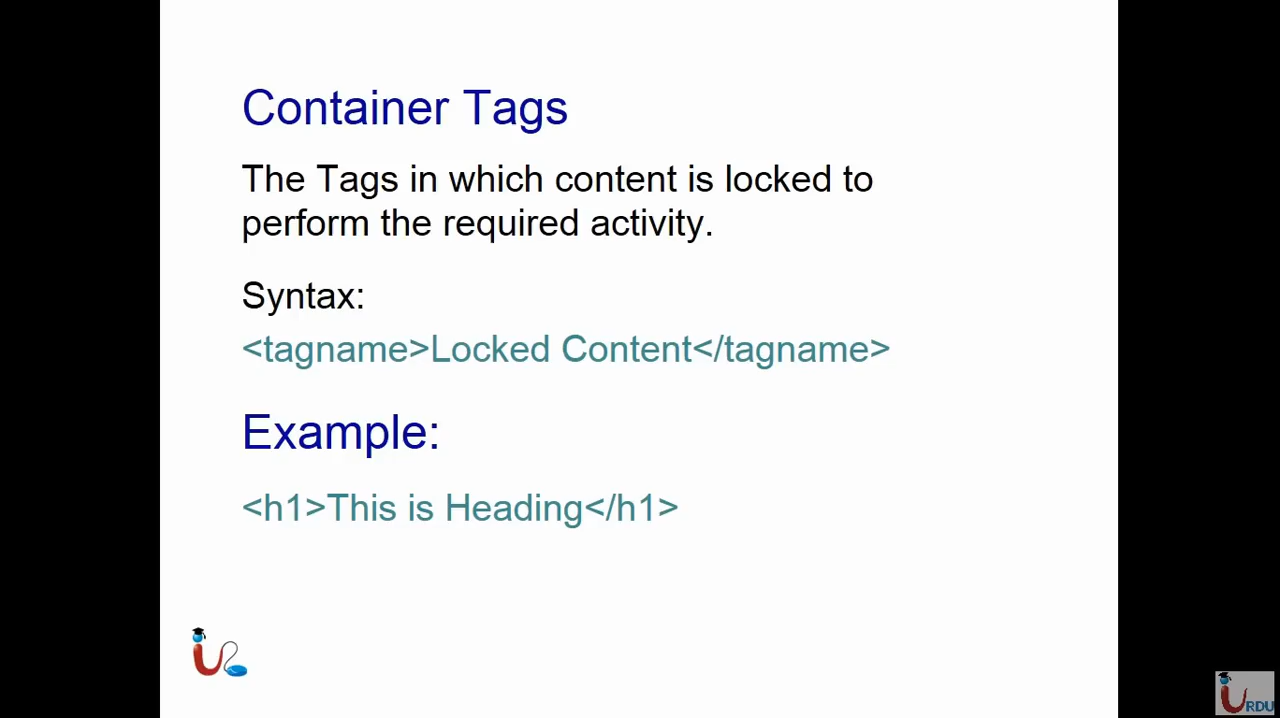 Container Tags
The Tags in which content is locked to
perform the required activity.
Syntax:
<tagname>Locked Content</tagname>
Example:
<h1>This is Heading</h1>
URDU